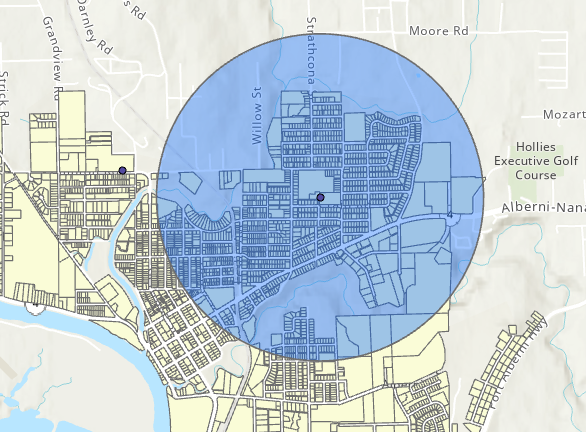 s Rd
Darnley Rd
Grandview Rd
Strathcona
Moore Rd
Strick Rd
Willow St
Mozart
Hollies
Executive Golf
Course
Alberni-Nana
Port Alberni Hwy